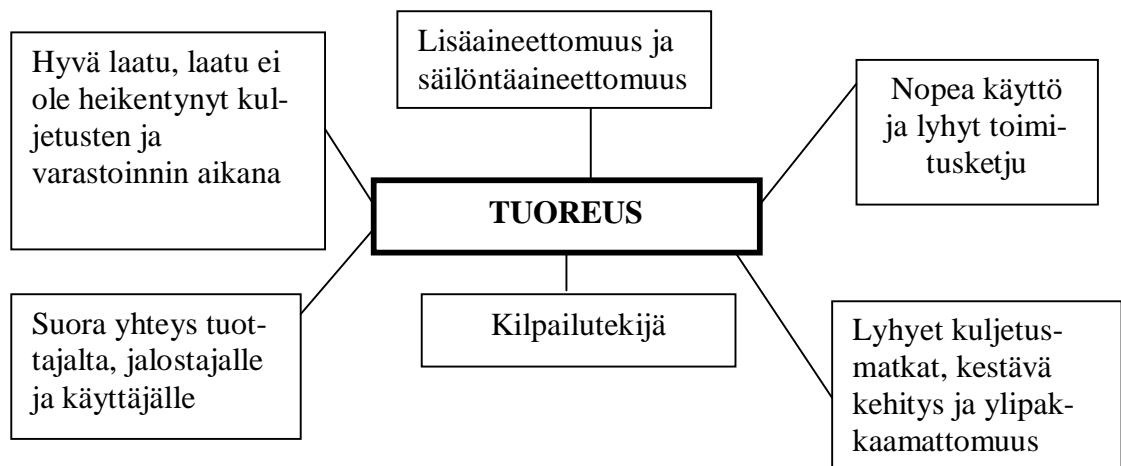 Hyvä laatu, laatu ei
ole heikentynyt kul-
jetusten ja
varastoinnin aikana
Lisäaineettomuus ja
säilöntäaineettomuus
Nopea käyttö
ja lyhyt toimi-
tusketju
TUOREUS
Suora yhteys tuot-
tajalta, jalostajalle
ja käyttäjälle
Kilpailutekijä
Lyhyet kuljetus-
matkat, kestävä
kehitys ja ylipak-
kaamattomuus